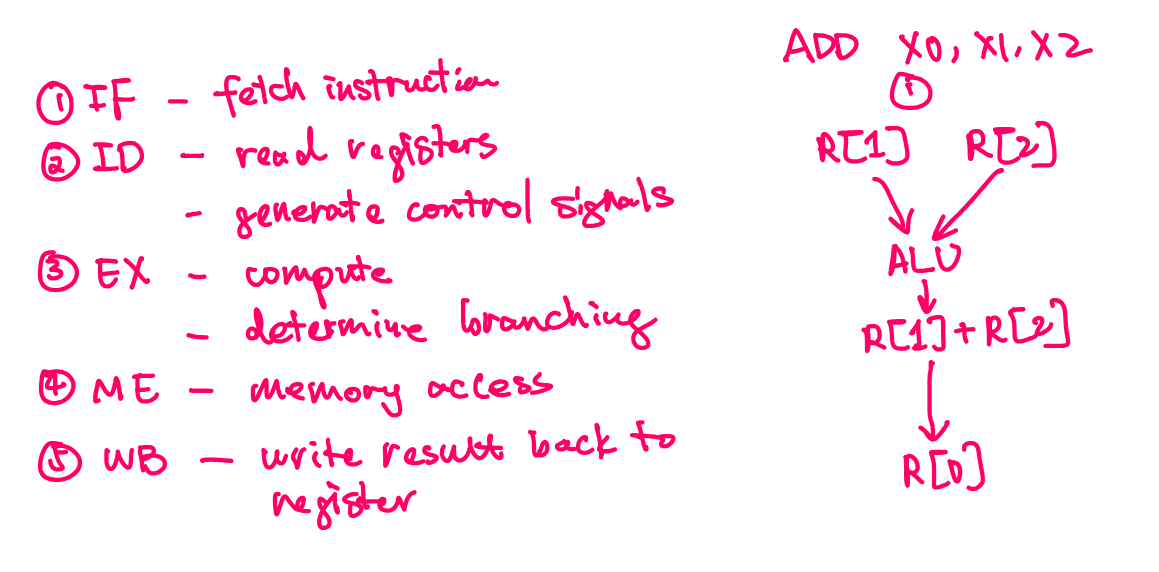 ① IF - fetch instruction
② ID - read registers
- generate control signals
③ EX - compute
- determine branching
④ ME - memory access
⑤ WB - write result back to
register
ADD X0, X1, X2
①
R[1] R[2]
ALU
R[1]+R[2]
R[0]